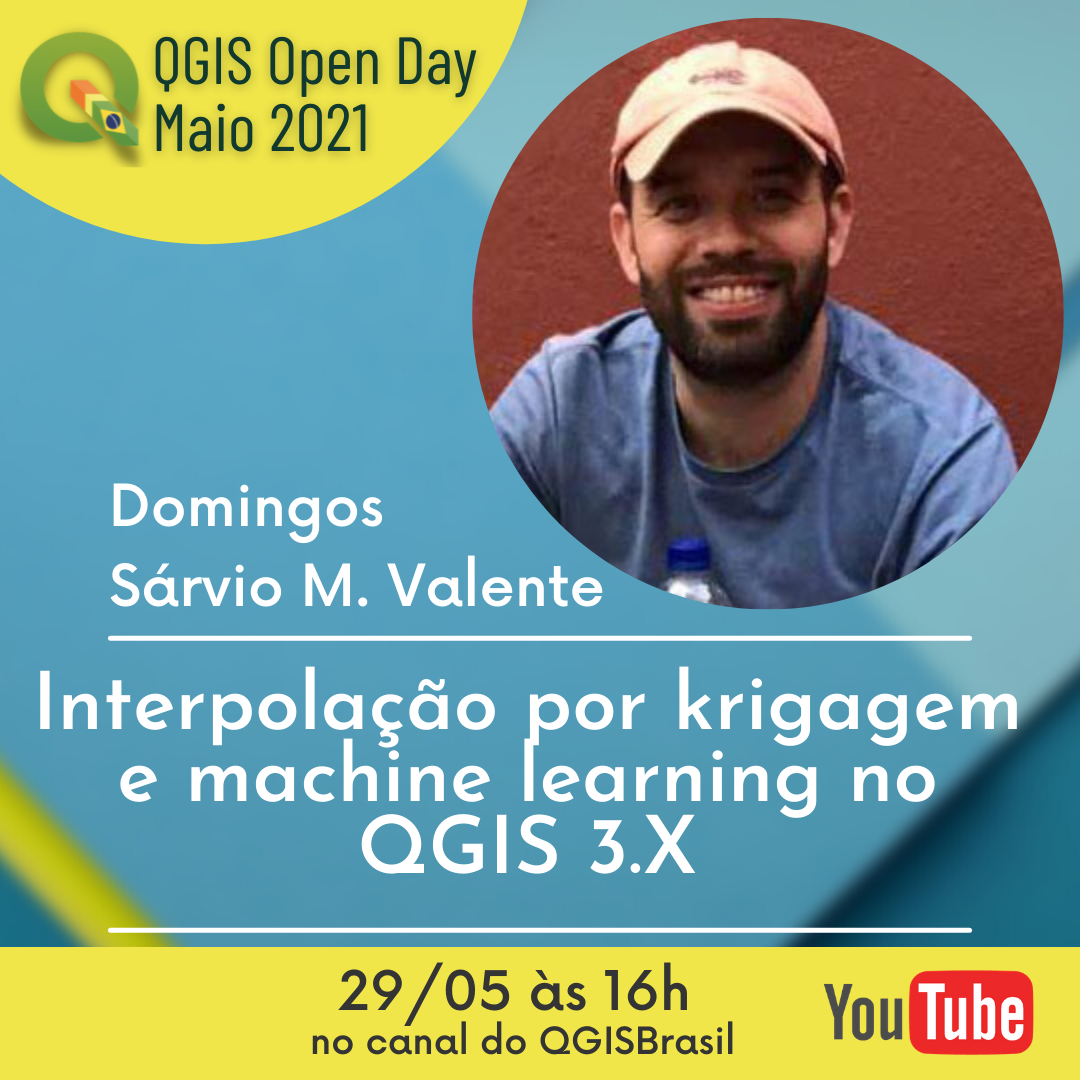 QGIS Open Day
Maio 2021
Domingos
Sárvio M. Valente
Interpolação por krigagem
e machine learning no
QGIS 3.X
29/05 às 16h
no canal do QGISBrasil
YouTube